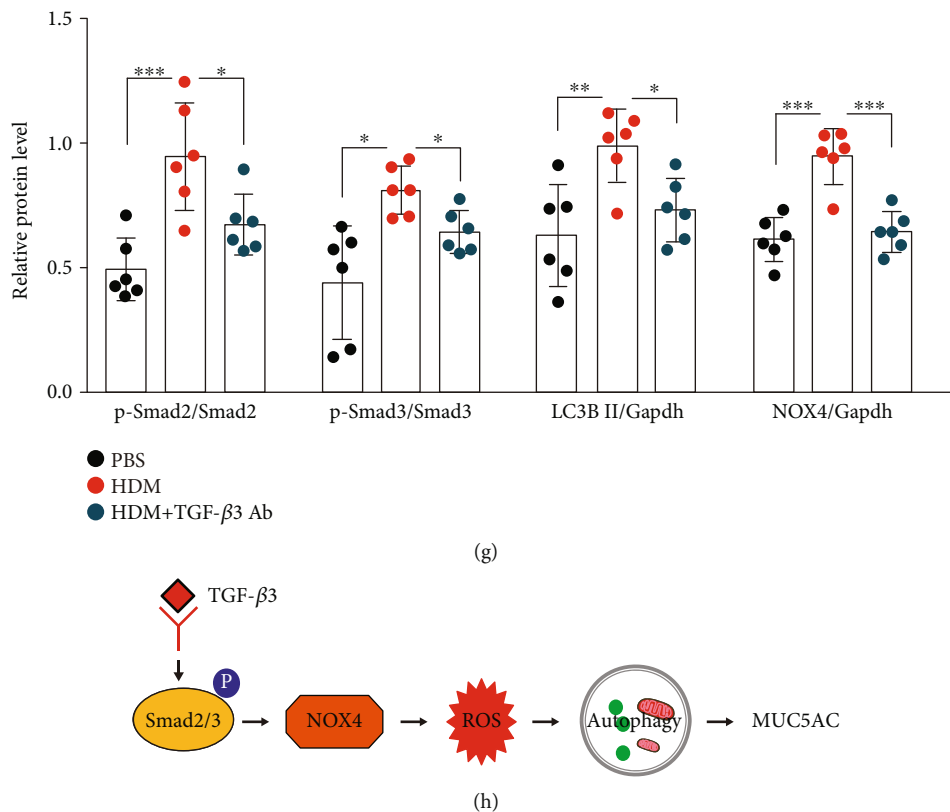 1.5
*** * ** * *** ***
* *
1.0
Relative protein level
0.5
0.0
p-Smad2/Smad2 p-Smad3/Smad3 LC3B II/Gapdh NOX4/Gapdh
PBS
HDM
HDM+TGF-β3 Ab
(g)
TGF-β3
P
Smad2/3 NOX4 ROS Autophagy MUC5AC
(h)